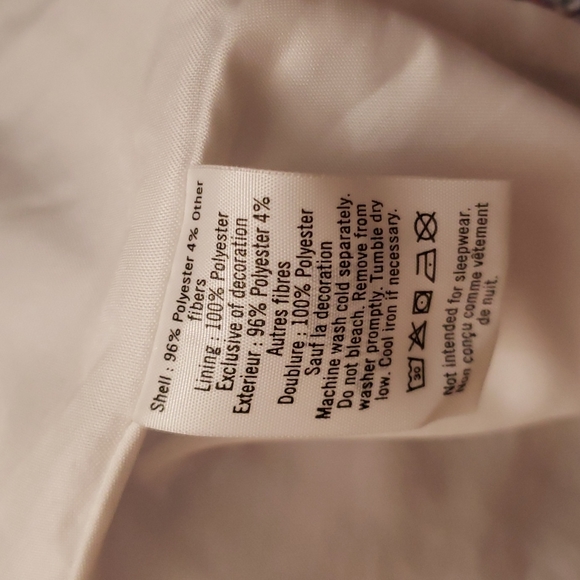 Shell : 96% Polyester 4% Other
fibers
Lining : 100% Polyester
Exclusive of decoration
Exterieur : 96% Polyester 4%
Autres fibres
Doublure : 100% Polyester
Sauf la decoration
Machine wash cold separately.
Do not bleach. Remove from
washer promptly. Tumble dry
low. Cool iron if necessary.
30
Not intended for sleepwear.
Non conçu comme vêtement
de nuit.